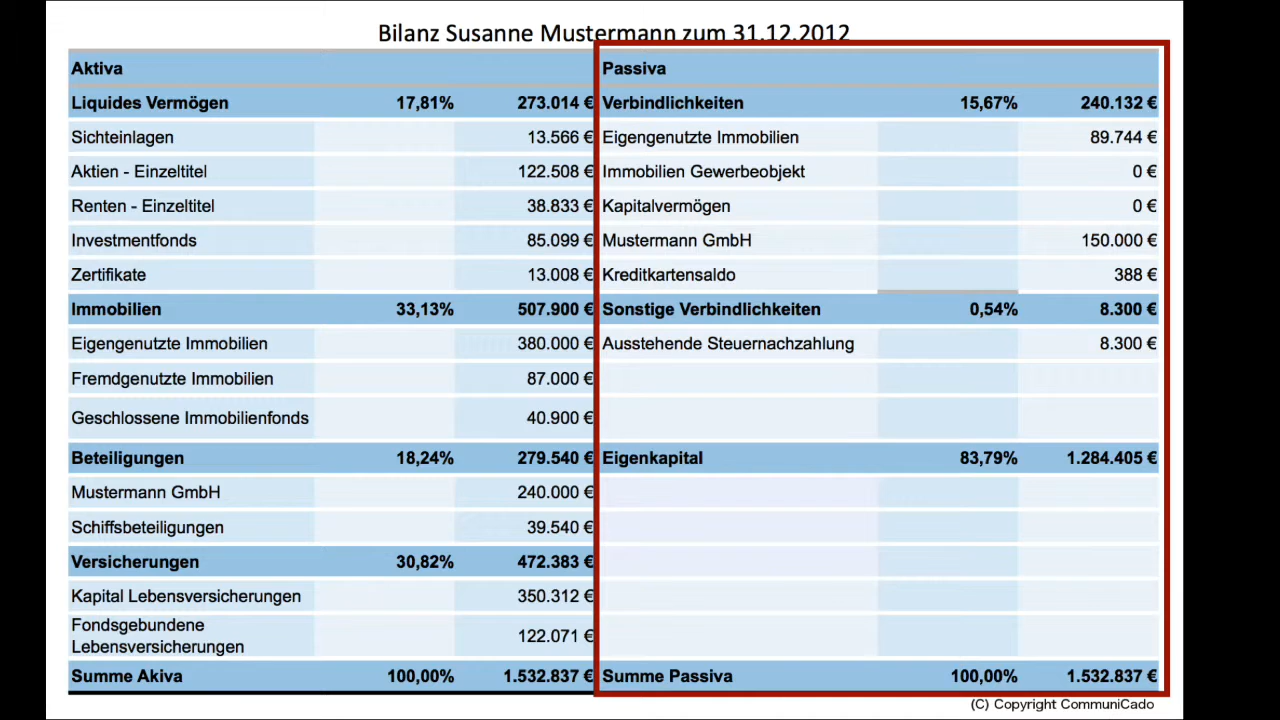 Bilanz Susanne Mustermann zum 31.12.2012
Aktiva Passiva
Liquides Vermögen 17,81% 273.014 € Verbindlichkeiten 15,67% 240.132 €
Sichteinlagen 13.566 € Eigengenutzte Immobilien 89.744 €
Aktien - Einzeltitel 122.508 € Immobilien Gewerbeobjekt 0 €
Renten - Einzeltitel 38.833 € Kapitalvermögen 0 €
Investmentfonds 85.099 € Mustermann GmbH 150.000 €
Zertifikate 13.008 € Kreditkartensaldo 388 €
Immobilien 33,13% 507.900 € Sonstige Verbindlichkeiten 0,54% 8.300 €
Eigengenutzte Immobilien 380.000 € Ausstehende Steuernachzahlung 8.300 €
Fremdgenutzte Immobilien 87.000 €
Geschlossene Immobilienfonds 40.900 €
Beteiligungen 18,24% 279.540 € Eigenkapital 83,79% 1.284.405 €
Mustermann GmbH 240.000 €
Schiffsbeteiligungen 39.540 €
Versicherungen 30,82% 472.383 €
Kapital Lebensversicherungen 350.312 €
Fondsgebundene
Lebensversicherungen 122.071 €
Summe Akiva 100,00% 1.532.837 € Summe Passiva 100,00% 1.532.837 €
(C) Copyright CommuniCado